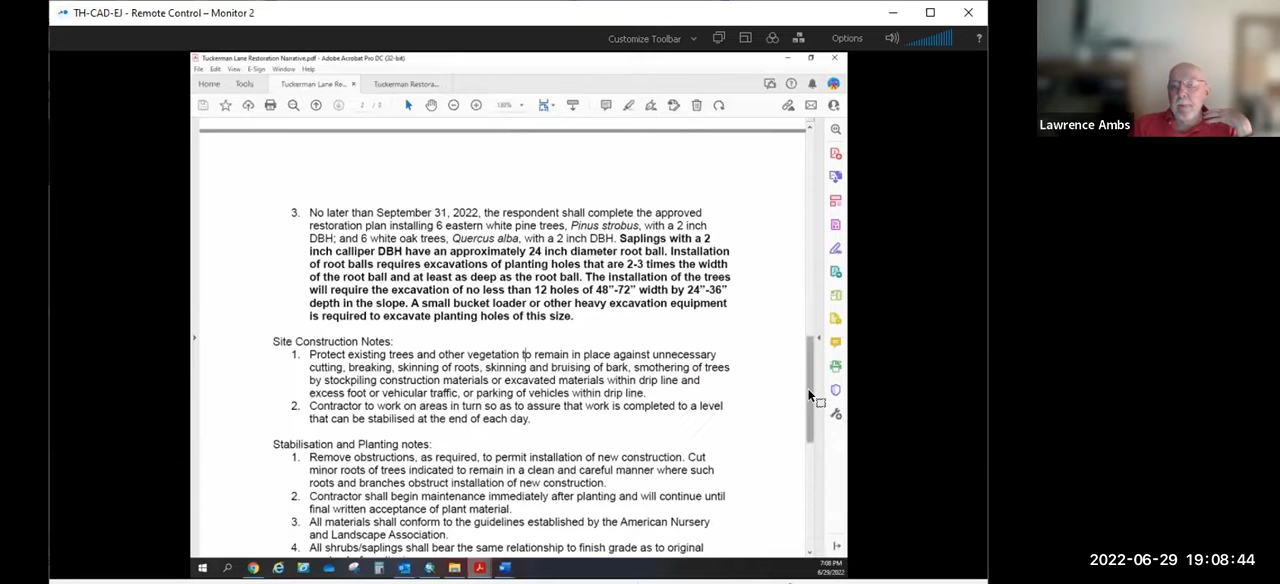 TH-CAD-EJ - Remote Control – Monitor 2
Customize Toolbar
Options
?
Tuckerman Lane Restoration Narrative.pdf - Adobe Acrobat Pro DC (32-bit)
File Edit View E-Sign Window Help
Home Tools Tuckerman Lane Re... × Tuckerman Restora...
2 / 3
138%
3. No later than September 31, 2022, the respondent shall complete the approved
restoration plan installing 6 eastern white pine trees, Pinus strobus, with a 2 inch
DBH; and 6 white oak trees, Quercus alba, with a 2 inch DBH. Saplings with a 2
inch calliper DBH have an approximately 24 inch diameter root ball. Installation
of root balls requires excavations of planting holes that are 2-3 times the width
of the root ball and at least as deep as the root ball. The installation of the trees
will require the excavation of no less than 12 holes of 48”-72” width by 24”-36”
depth in the slope. A small bucket loader or other heavy excavation equipment
is required to excavate planting holes of this size.
Site Construction Notes:
1. Protect existing trees and other vegetation to remain in place against unnecessary
cutting, breaking, skinning of roots, skinning and bruising of bark, smothering of trees
by stockpiling construction materials or excavated materials within drip line and
excess foot or vehicular traffic, or parking of vehicles within drip line.
2. Contractor to work on areas in turn so as to assure that work is completed to a level
that can be stabilised at the end of each day.
Stabilisation and Planting notes:
1. Remove obstructions, as required, to permit installation of new construction. Cut
minor roots of trees indicated to remain in a clean and careful manner where such
roots and branches obstruct installation of new construction.
2. Contractor shall begin maintenance immediately after planting and will continue until
final written acceptance of plant material.
3. All materials shall conform to the guidelines established by the American Nursery
and Landscape Association.
4. All shrubs/saplings shall bear the same relationship to finish grade as to original
7:08 PM
6/29/2022
Lawrence Ambs
2022-06-29 19:08:44